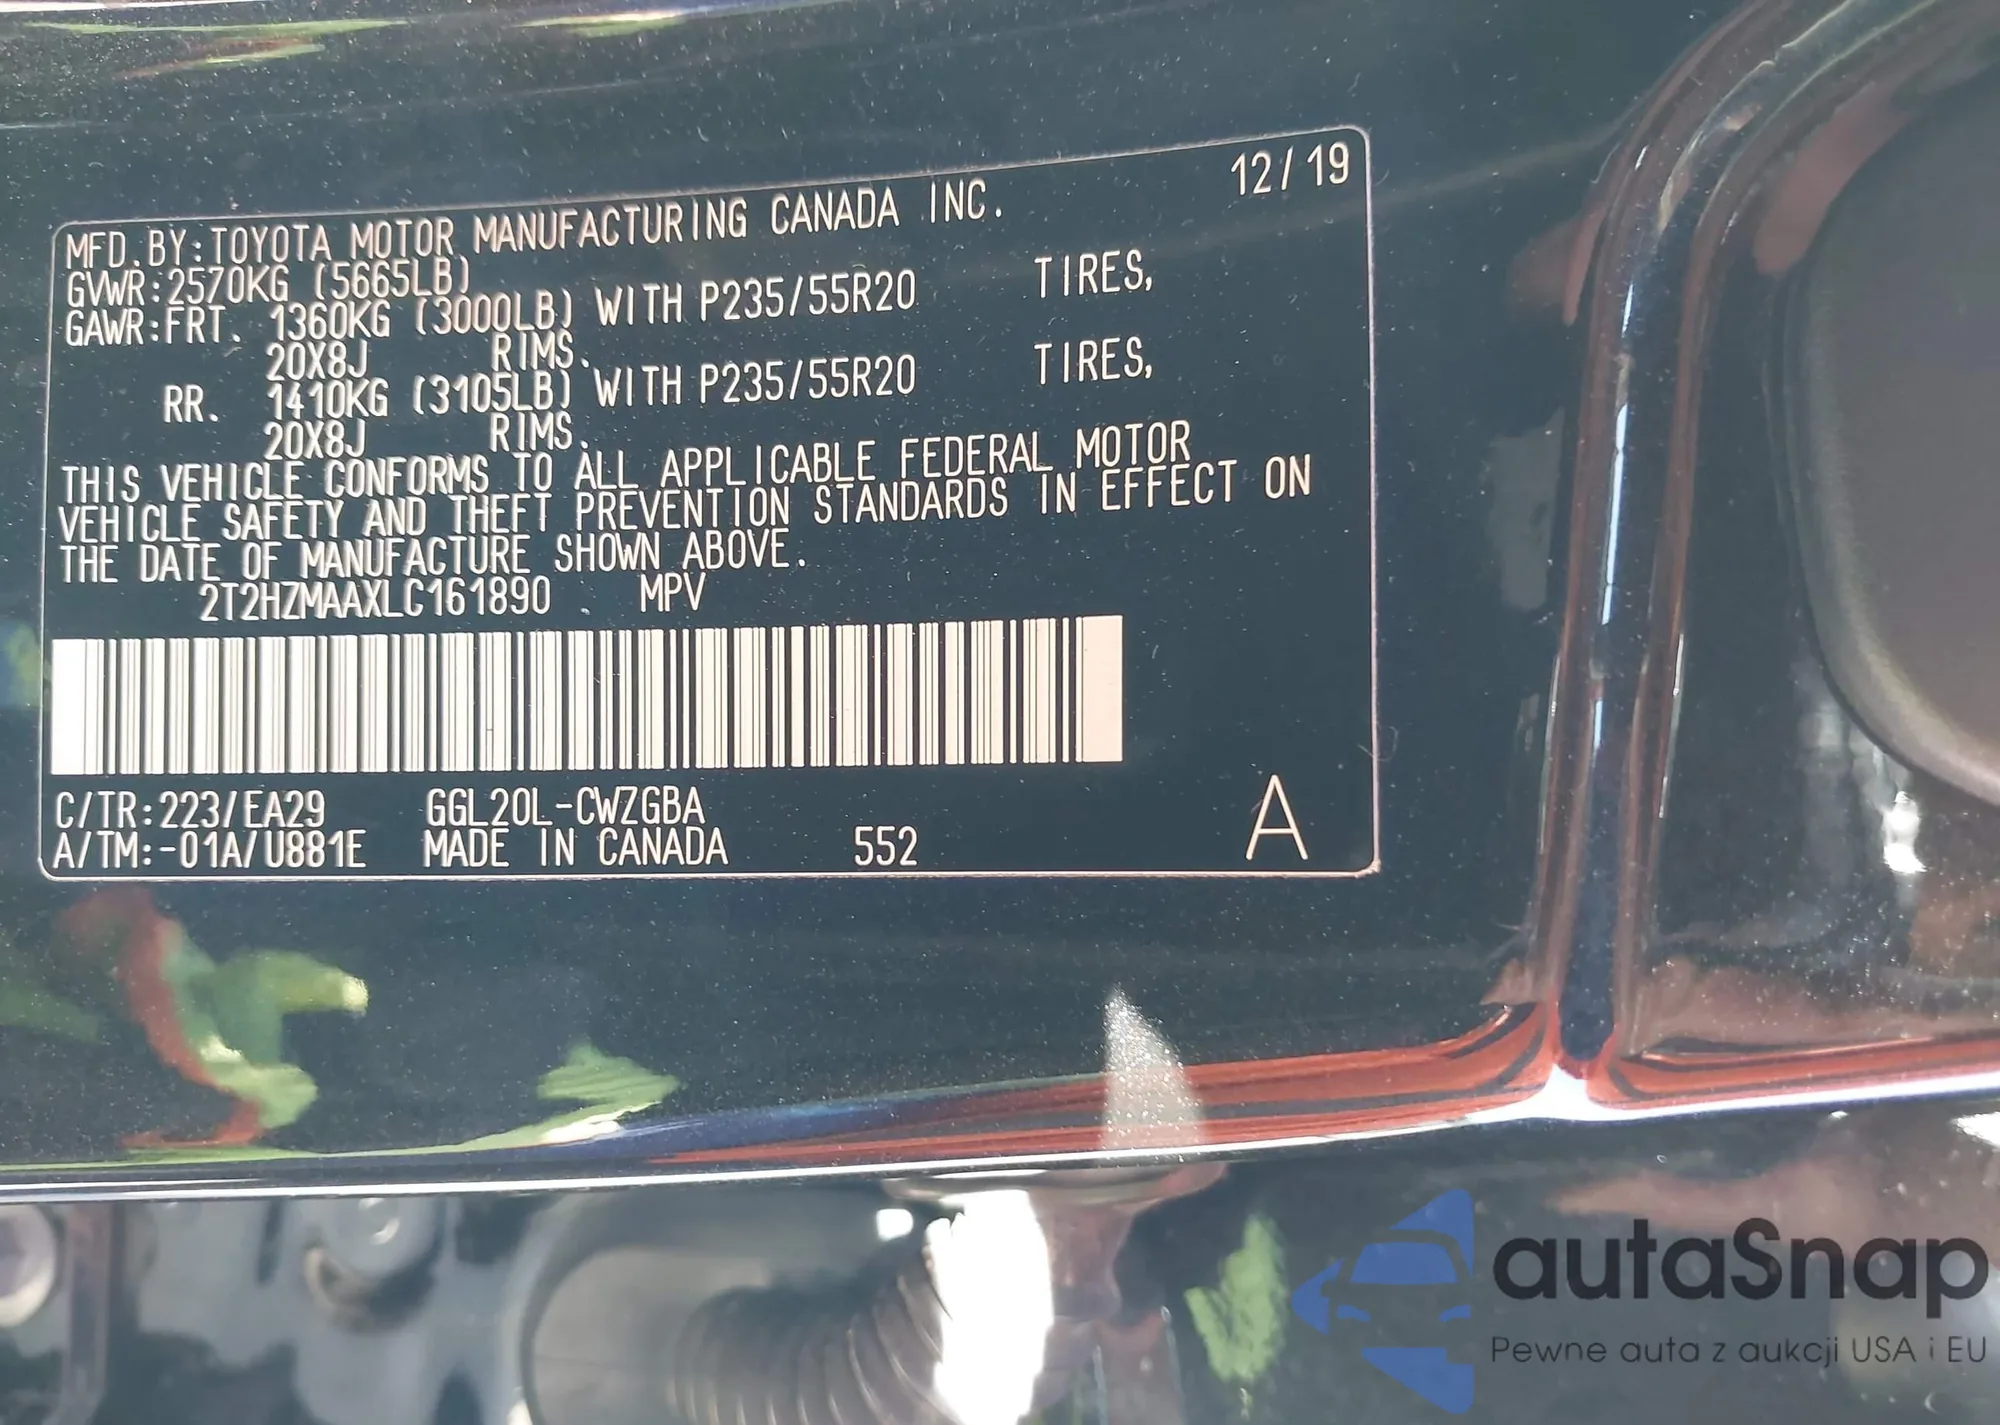 12/19
MFD. BY:TOYOTA MOTOR MANUFACTURING CANADA INC.
GVWR:2570KG (5665LB)
GAWR:FRT. 1360KG (3000LB) WITH P235/55R20 TIRES,
20X8J RIMS.
RR. 1410KG (3105LB) WITH P235/55R20 TIRES,
20X8J RIMS.
THIS VEHICLE CONFORMS TO ALL APPLICABLE FEDERAL MOTOR
VEHICLE SAFETY AND THEFT PREVENTION STANDARDS IN EFFECT ON
THE DATE OF MANUFACTURE SHOWN ABOVE.
2T2HZMAAXLC161890 MPV
C/TR:223/EA29 GGL20L-CWZGBA
A/TM:-01A/U881E MADE IN CANADA 552 A
autaSnap
Pewne auta z aukcji USA i EU